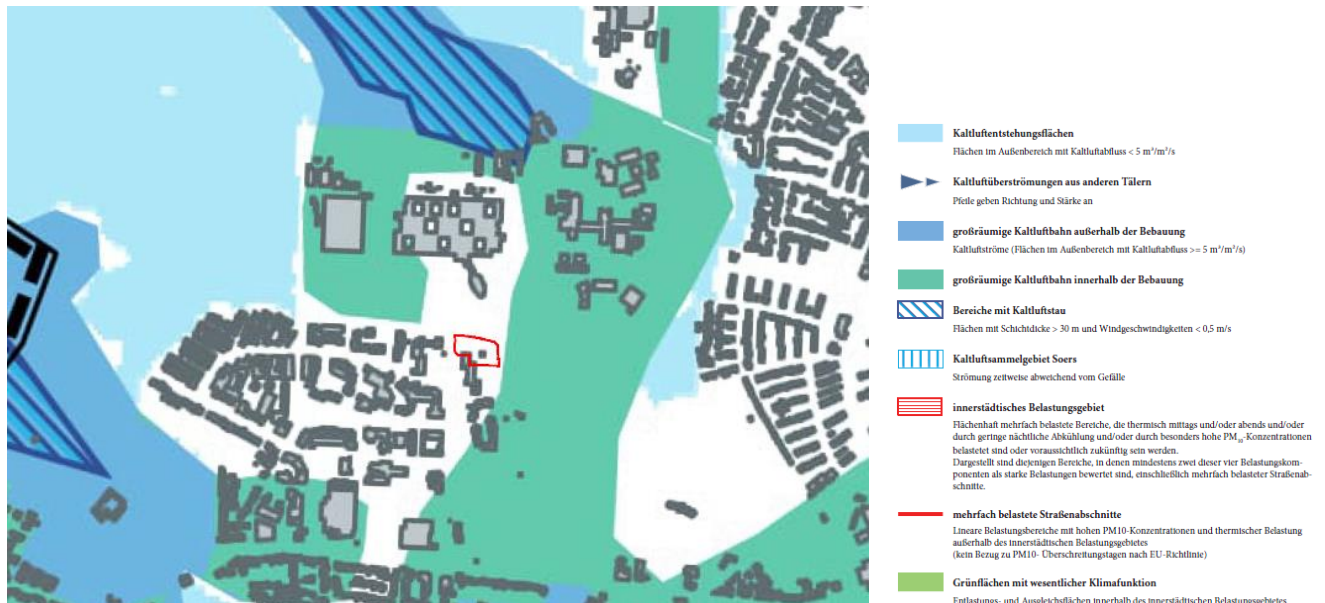 Kaltluftentstehungsflächen
Flächen im Außenbereich mit Kaltluftabfluss < 5 m³/m²/s
Kaltluftüberströmungen aus anderen Tälern
Pfeile geben Richtung und Stärke an
großräumige Kaltluftbahn außerhalb der Bebauung
Kaltluftströme (Flächen im Außenbereich mit Kaltluftabfluss >= 5 m³/m²/s)
großräumige Kaltluftbahn innerhalb der Bebauung
Bereiche mit Kaltluftstau
Flächen mit Schichtdicke > 30 m und Windgeschwindigkeiten < 0,5 m/s
Kaltluftsammelgebiet Soers
Strömung zeitweise abweichend vom Gefälle
innerstädtisches Belastungsgebiet
Flächenhaft mehrfach belastete Bereiche, die thermisch mittags und/oder abends und/oder
durch geringe nächtliche Abkühlung und/oder durch besonders hohe PM₁₀-Konzentrationen
belastet sind oder voraussichtlich zukünftig sein werden.
Dargestellt sind diejenigen Bereiche, in denen mindestens zwei dieser vier Belastungskom-
ponenten als starke Belastungen bewertet sind, einschließlich mehrfach belasteter Straßenab-
schnitte.
mehrfach belastete Straßenabschnitte
Lineare Belastungsbereiche mit hohen PM10-Konzentrationen und thermischer Belastung
außerhalb des innerstädtischen Belastungsgebietes
(kein Bezug zu PM10- Überschreitungstagen nach EU-Richtlinie)
Grünflächen mit wesentlicher Klimafunktion
Entlastungs- und Ausgleichsflächen innerhalb des innerstädtischen Belastungsgebietes